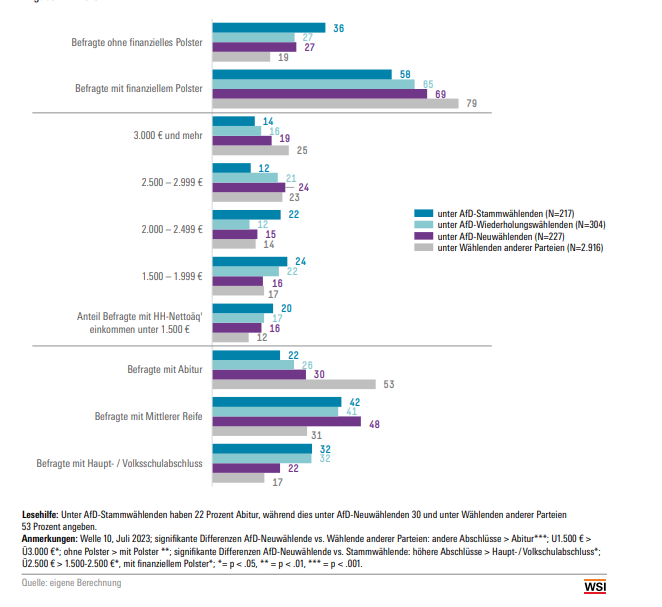 Befragte ohne finanzielles Polster
36
27
27
19
Befragte mit finanziellem Polster
58
65
69
79
3.000 € und mehr
14
16
19
25
2.500 – 2.999 €
12
21
24
23
2.000 – 2.499 €
22
12
15
14
1.500 – 1.999 €
24
22
16
17
Anteil Befragte mit HH-Nettoäq¹
einkommen unter 1.500 €
20
17
16
12
Befragte mit Abitur
22
26
30
53
Befragte mit Mittlerer Reife
42
41
48
31
Befragte mit Haupt- / Volksschulabschluss
32
32
22
17
unter AfD-Stammwählenden (N=217)
unter AfD-Wiederholungswählenden (N=304)
unter AfD-Neuwählenden (N=227)
unter Wählenden anderer Parteien (N=2.916)
Lesehilfe: Unter AfD-Stammwählenden haben 22 Prozent Abitur, während dies unter AfD-Neuwählenden 30 und unter Wählenden anderer Parteien
53 Prozent angeben.
Anmerkungen: Welle 10, Juli 2023; signifikante Differenzen AfD-Neuwählende vs. Wählende anderer Parteien: andere Abschlüsse > Abitur***; U1.500 € >
Ü3.000 €*; ohne Polster > mit Polster **; signifikante Differenzen AfD-Neuwählende vs. Stammwählende: höhere Abschlüsse > Haupt- / Volksschulabschluss*;
Ü2.500 € > 1.500-2.500 €*, mit finanziellem Polster*; *= p < .05, ** = p < .01, *** = p < .001.
Quelle: eigene Berechnung
WSI